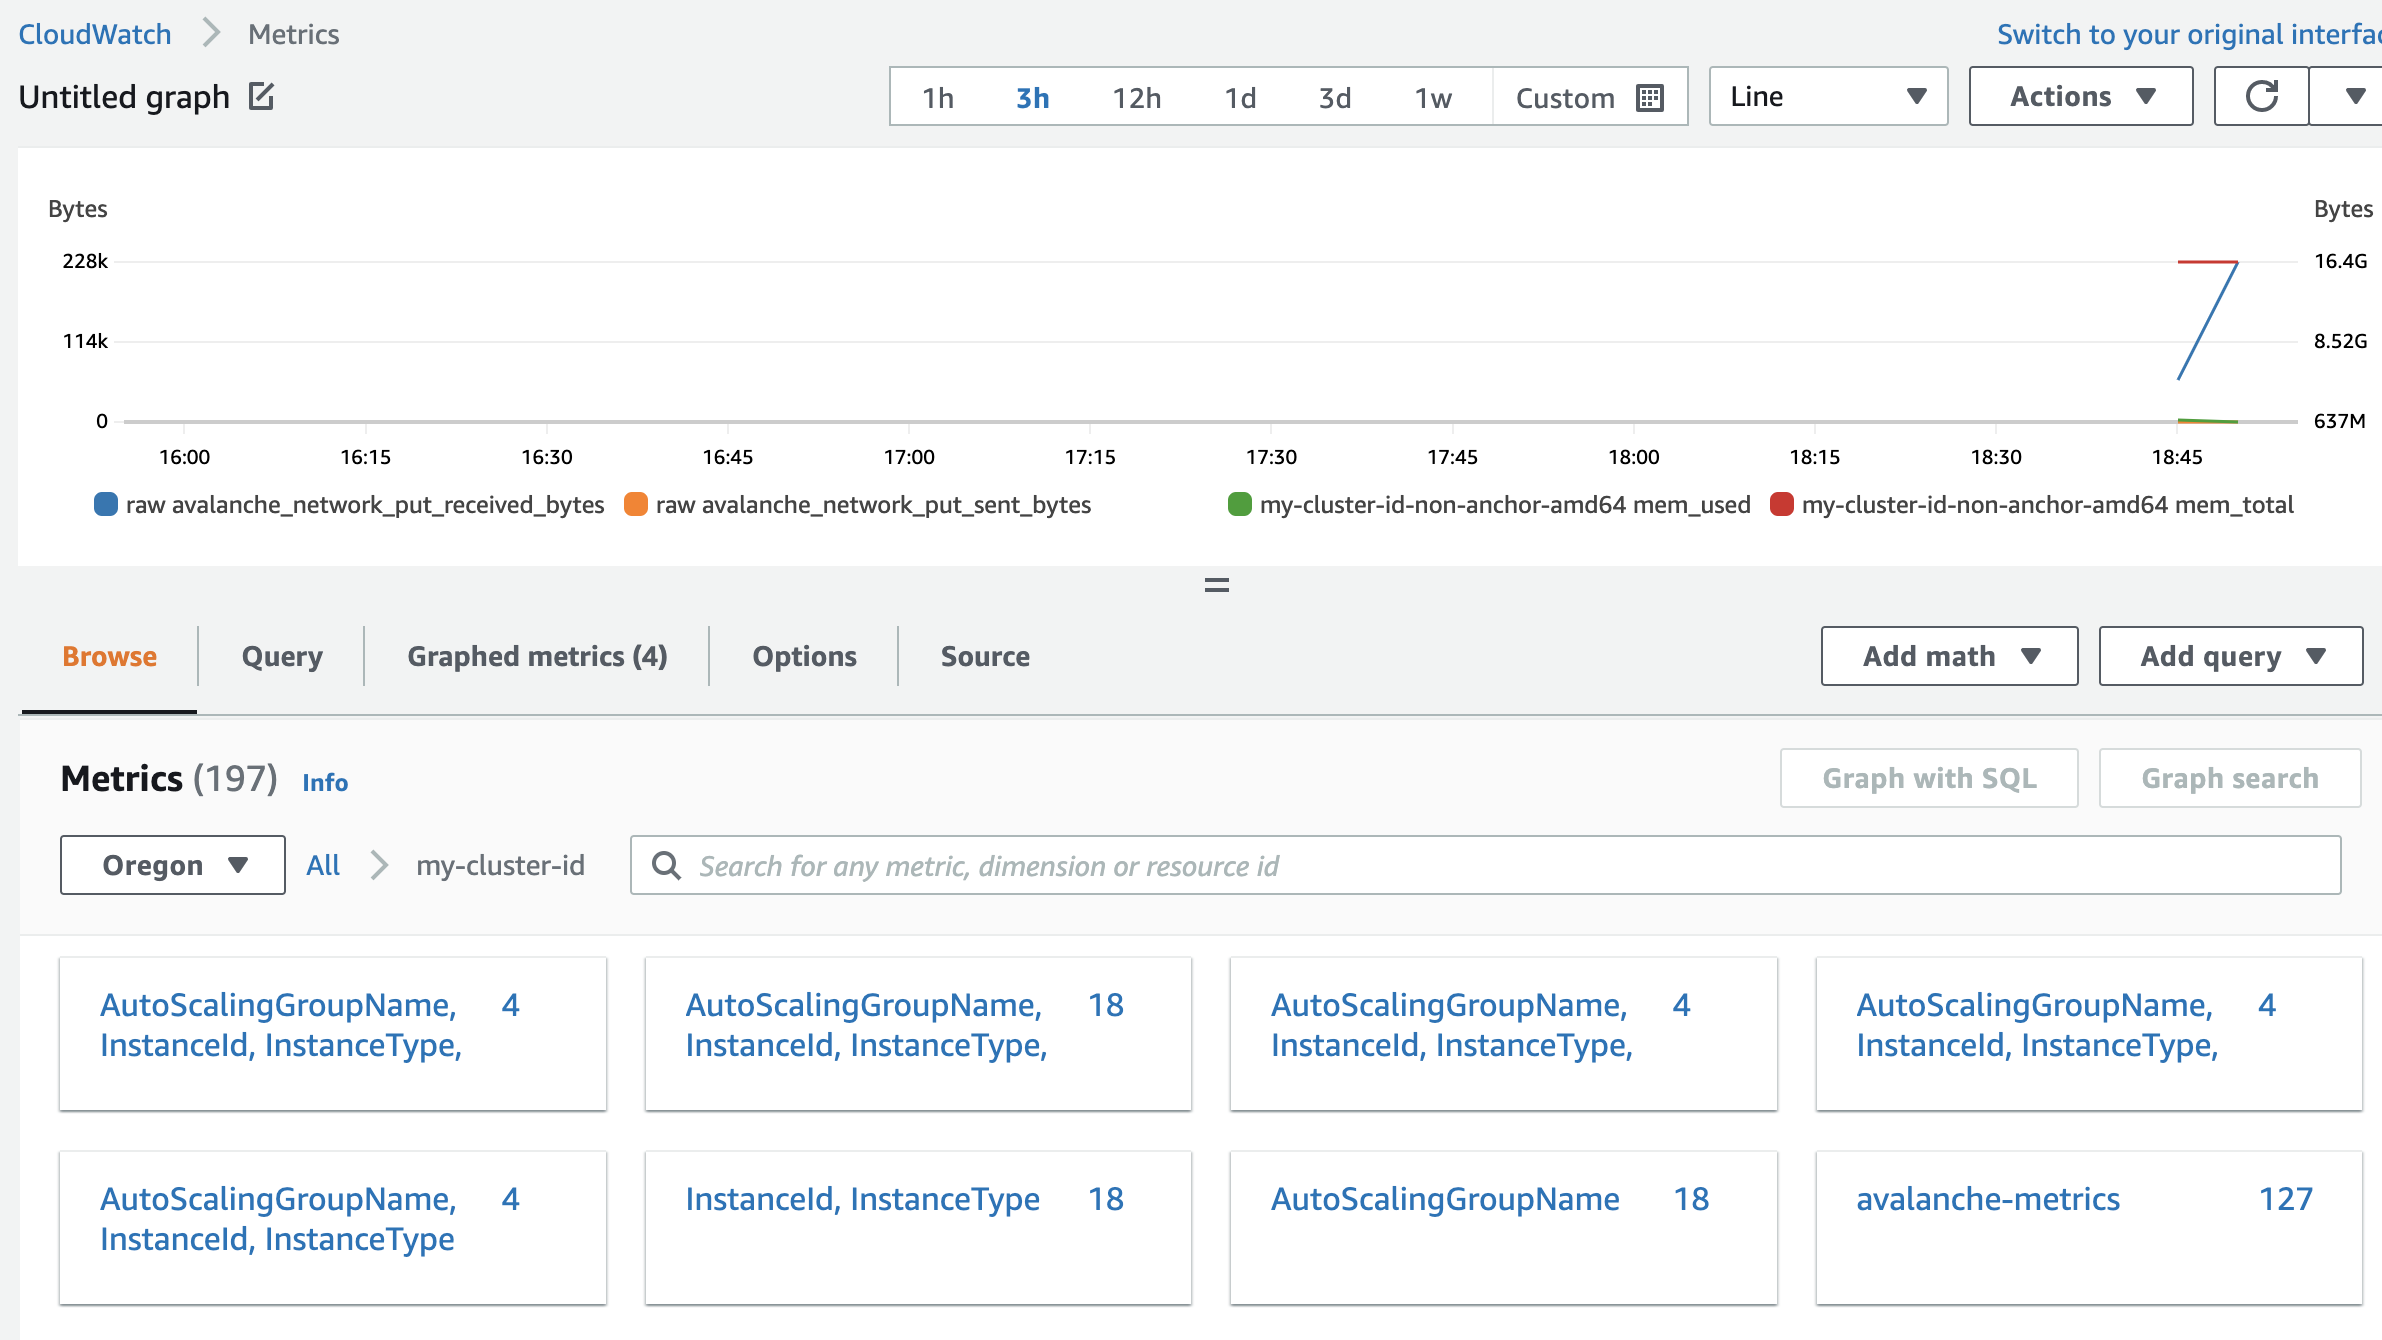 CloudWatch Metrics Switch to your original interfac
Untitled graph 1h 3h 12h 1d 3d 1w Custom Line Actions
Bytes Bytes
228k 16.4G
114k 8.52G
0 637M
16:00 16:15 16:30 16:45 17:00 17:15 17:30 17:45 18:00 18:15 18:30 18:45
raw avalanche_network_put_received_bytes raw avalanche_network_put_sent_bytes my-cluster-id-non-anchor-amd64 mem_used my-cluster-id-non-anchor-amd64 mem_total
Browse Query Graphed metrics (4) Options Source Add math Add query
Metrics (197) Info Graph with SQL Graph search
Oregon All my-cluster-id Search for any metric, dimension or resource id
AutoScalingGroupName, 4
InstanceId, InstanceType,
AutoScalingGroupName, 18
InstanceId, InstanceType,
AutoScalingGroupName, 4
InstanceId, InstanceType,
AutoScalingGroupName, 4
InstanceId, InstanceType,
AutoScalingGroupName, 4
InstanceId, InstanceType
InstanceId, InstanceType 18
AutoScalingGroupName 18
avalanche-metrics 127